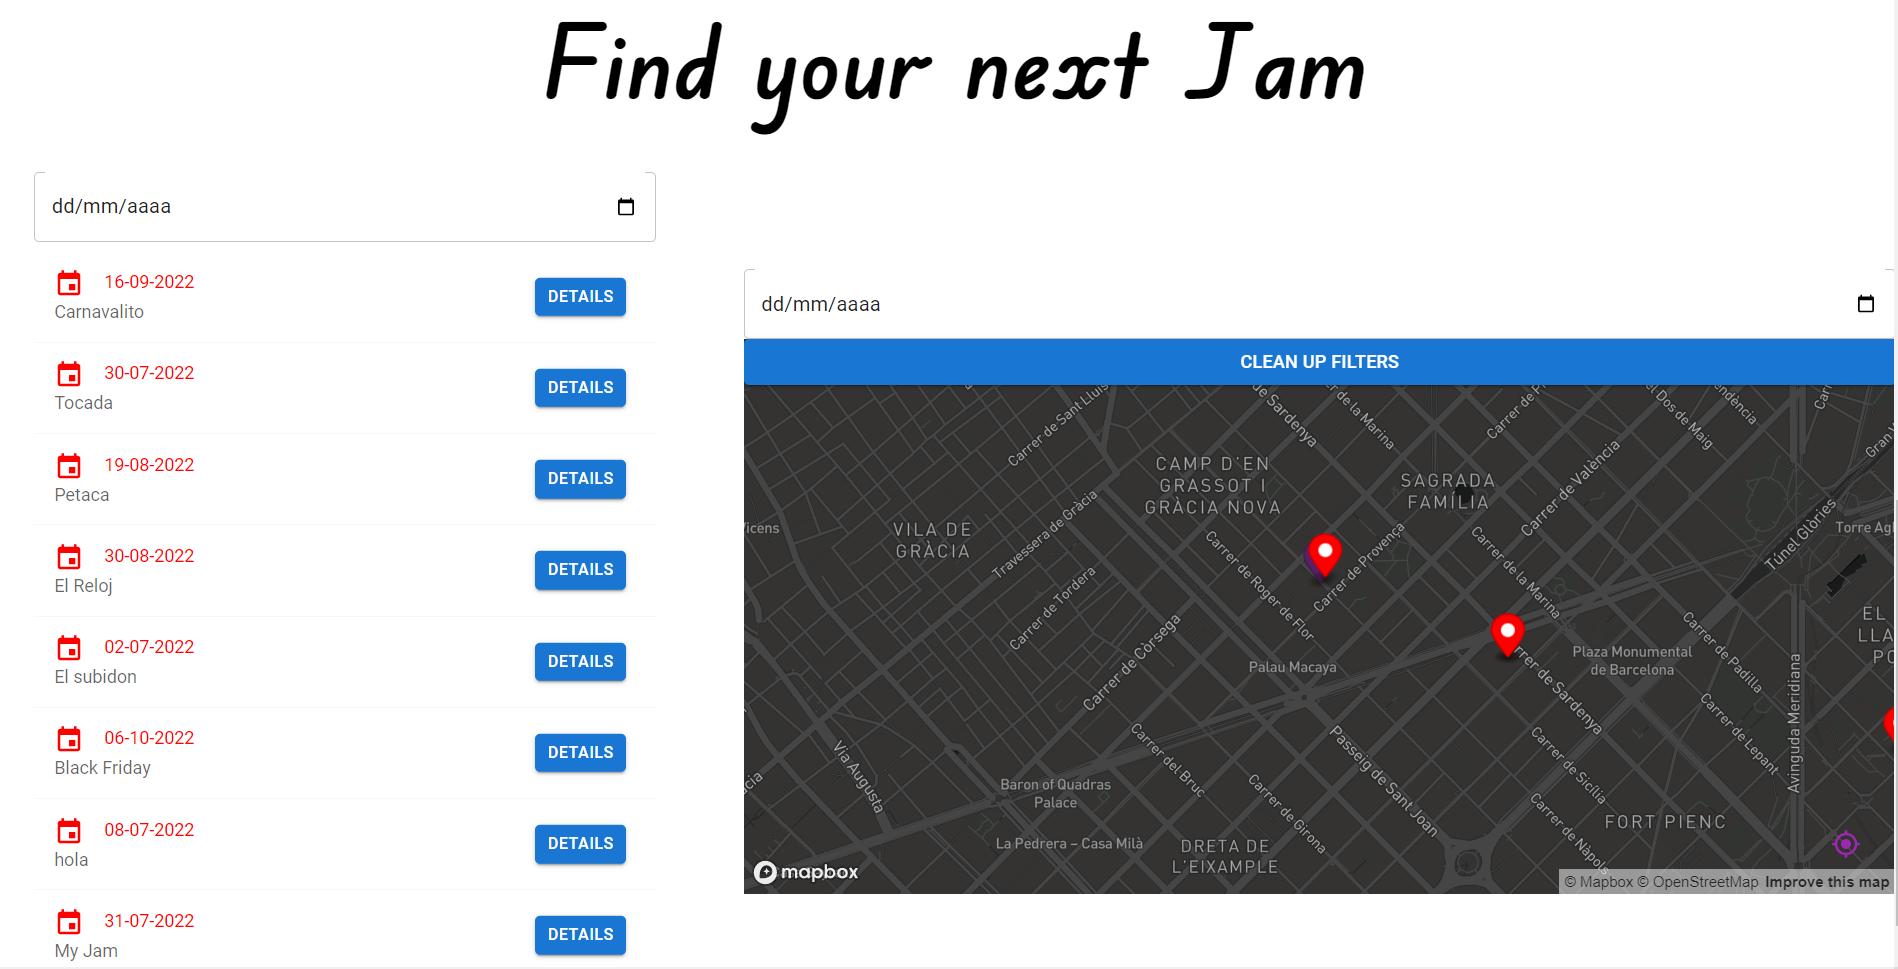 Find your next Jam
dd/mm/aaaa
16-09-2022
Carnavalito
DETAILS
30-07-2022
Tocada
DETAILS
19-08-2022
Petaca
DETAILS
30-08-2022
El Reloj
DETAILS
02-07-2022
El subidon
DETAILS
06-10-2022
Black Friday
DETAILS
08-07-2022
hola
DETAILS
31-07-2022
My Jam
DETAILS
dd/mm/aaaa
CLEAN UP FILTERS
Carrer de Sant Lluís
de Sardenya
de la Marina
Carrer de P
Dos de Maig
endència
Car
Gran V
CAMP D'EN
GRASSOT I
GRÀCIA NOVA
SAGRADA
FAMÍLIA
Carrer de València
VILA DE
GRÀCIA
Vicens
Travessera de Gràcia
Carrer de Provença
Túnel Glòries
Torre Ag
Carrer de Tordera
Carrer de Roger de Flor
Carrer de la Marina
Carrer de Còrsega
Palau Macaya
Plaza Monumental
de Barcelona
Carrer de Padilla
EL
LLA
PO
rrer de Sardenya
Avinguda Meridiana
Carrer de Lepant
Via Augusta
Carrer del Bruc
Passeig de Sant Joan
Carrer de Sicília
cia
Baron of Quadras
Palace
Carrer de Girona
Carrer de Nàpols
FORT PIENC
La Pedrera – Casa Milà
DRETA DE
L'EIXAMPLE
mapbox
© Mapbox © OpenStreetMap Improve this map